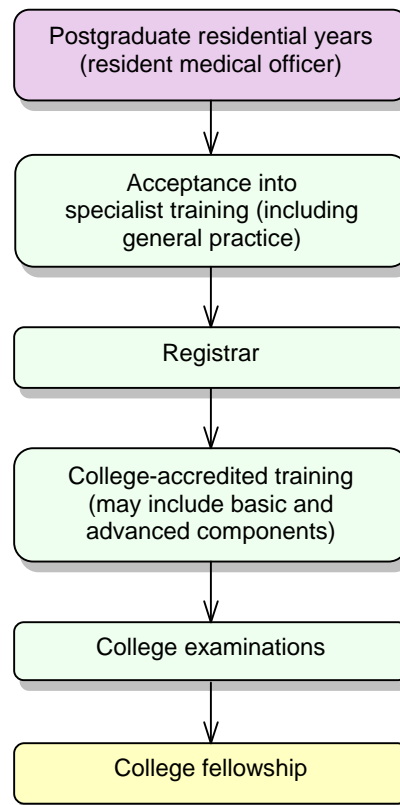 Postgraduate residential years
(resident medical officer)
Acceptance into
specialist training (including
general practice)
Registrar
College-accredited training
(may include basic and
advanced components)
College examinations
College fellowship